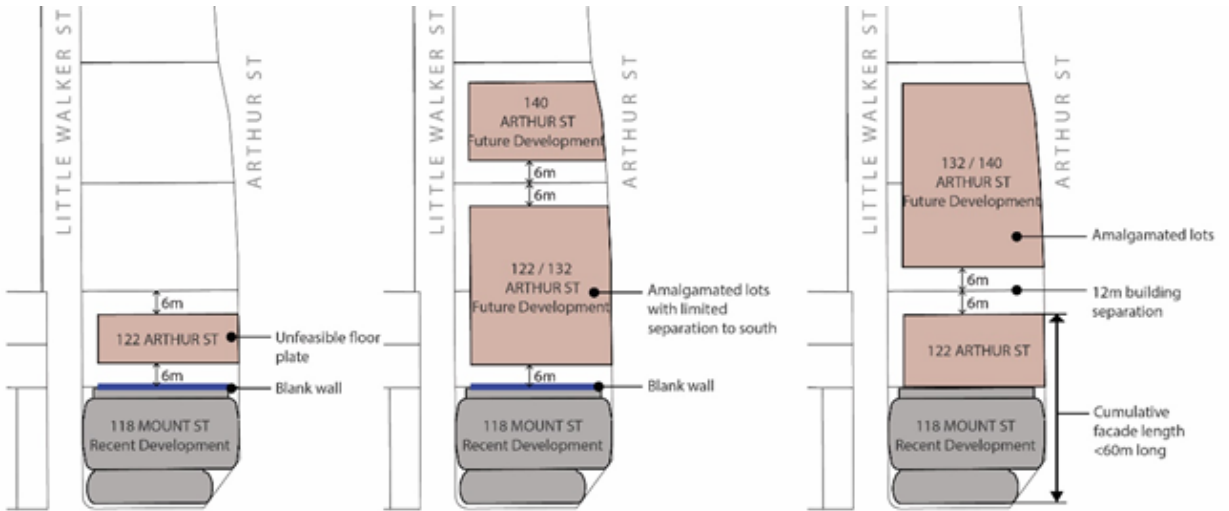 LITTLE WALKER ST
ARTHUR ST
6m
122 ARTHUR ST
Unfeasible floor
plate
6m
Blank wall
118 MOUNT ST
Recent Development
LITTLE WALKER ST
ARTHUR ST
140
ARTHUR ST
Future Development
6m
6m
122 / 132
ARTHUR ST
Future Development
Amalgamated lots
with limited
separation to south
6m
Blank wall
118 MOUNT ST
Recent Development
LITTLE WALKER ST
ARTHUR ST
132 / 140
ARTHUR ST
Future Development
Amalgamated lots
6m
6m
12m building
separation
122 ARTHUR ST
118 MOUNT ST
Recent Development
Cumulative
facade length
<60m long